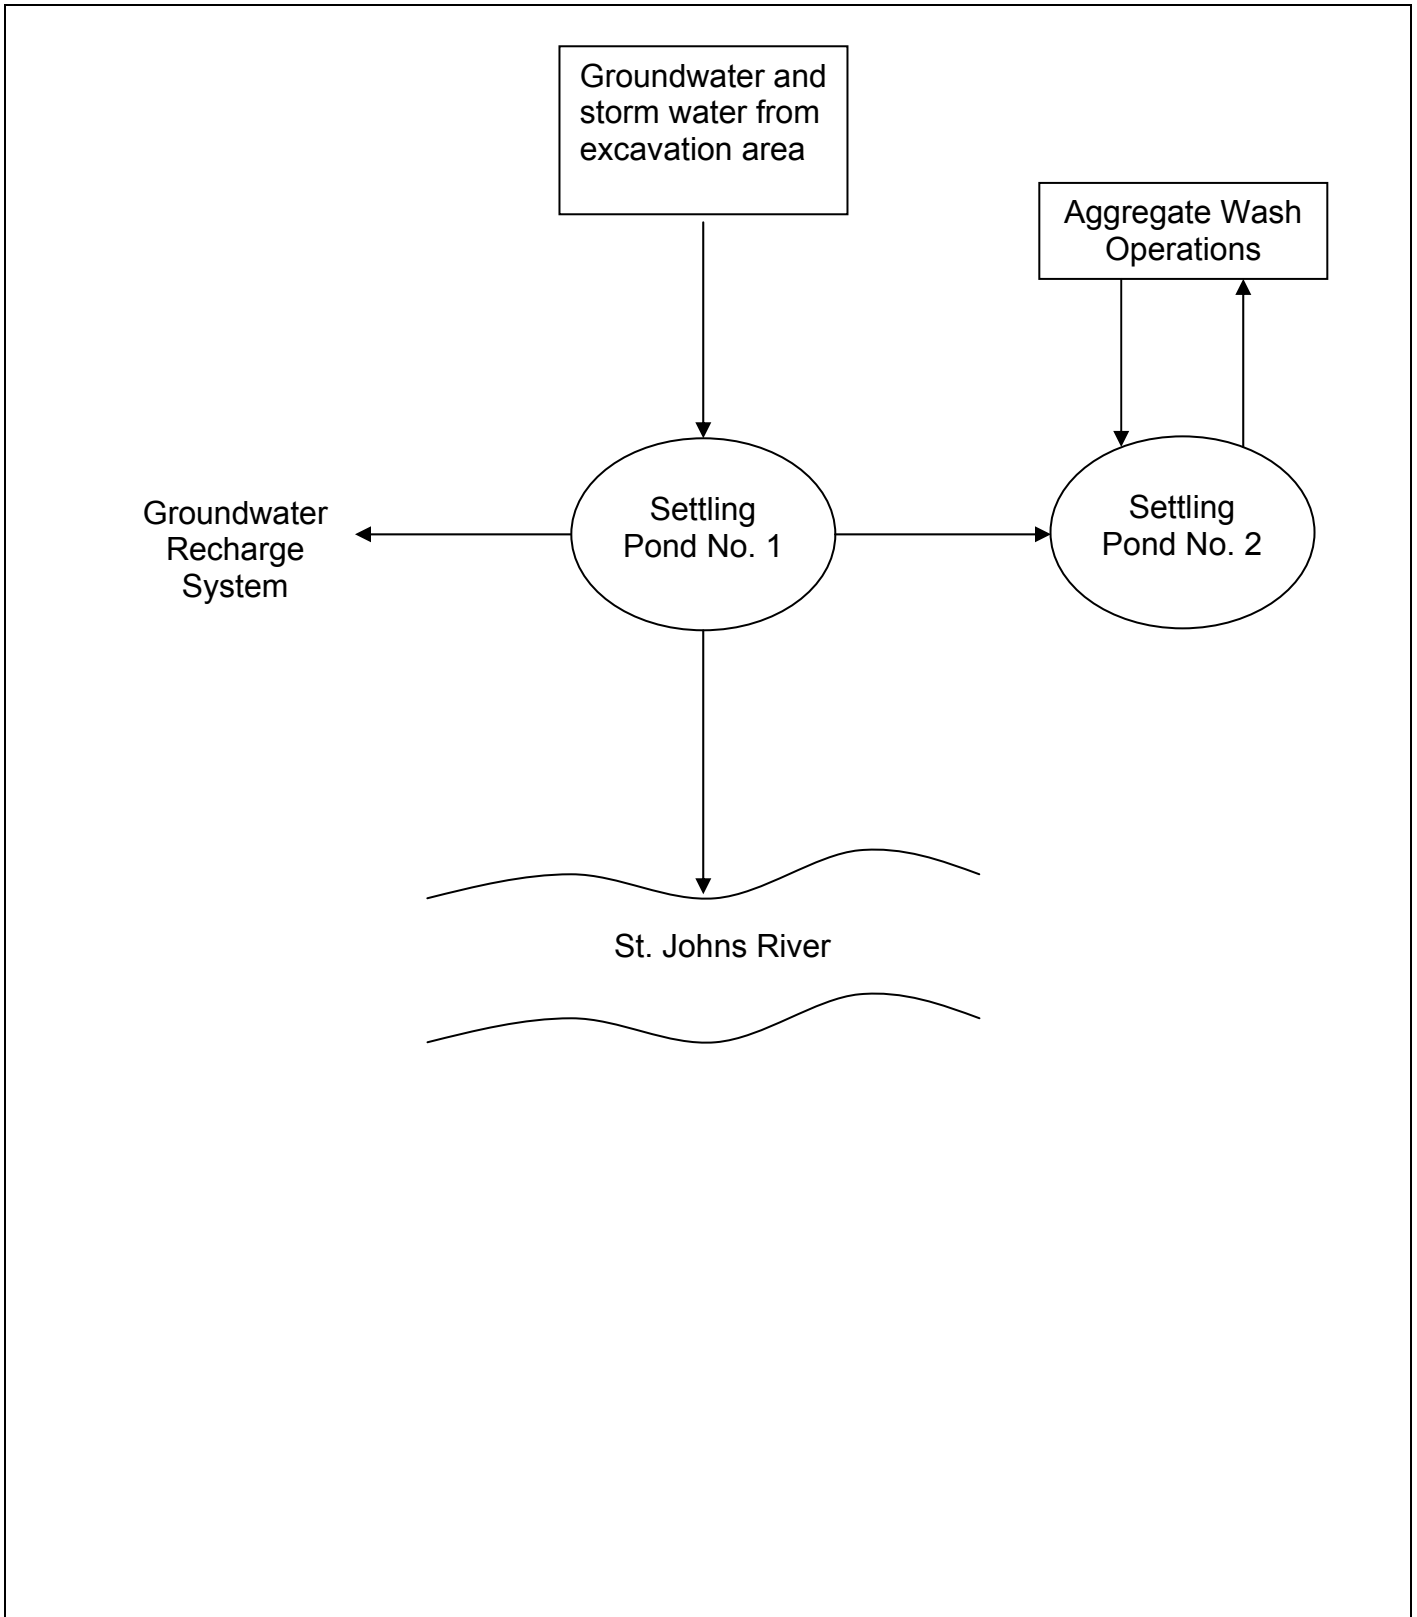 Groundwater and
storm water from
excavation area
Aggregate Wash
Operations
Groundwater
Recharge
System
Settling
Pond No. 1
Settling
Pond No. 2
St. Johns River